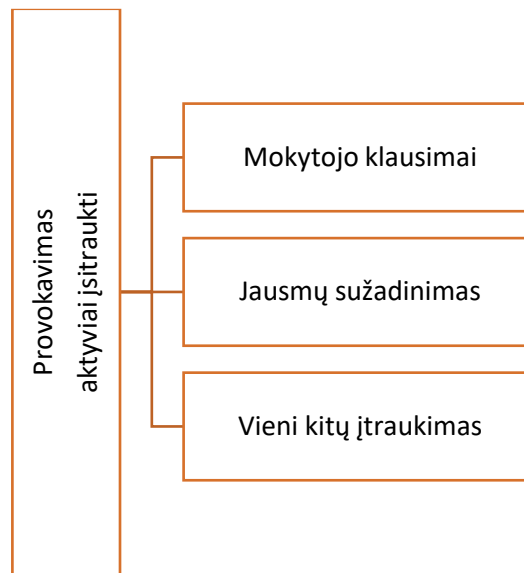 Provokavimas
aktyviai įsitraukti
Mokytojo klausimai
Jausmų sužadinimas
Vieni kitų įtraukimas